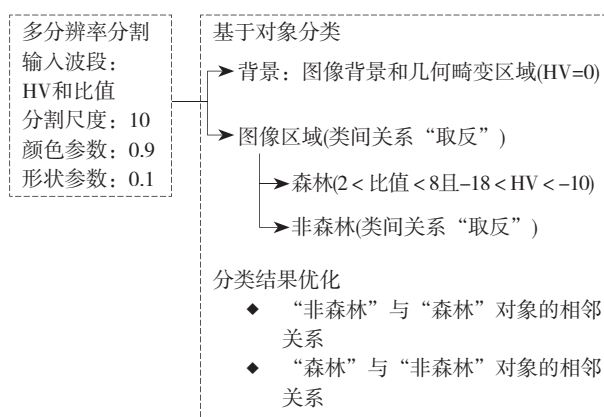 多分辨率分割
输入波段：
HV和比值
分割尺度：10
颜色参数：0.9
形状参数：0.1
基于对象分类
背景：图像背景和几何畸变区域(HV=0)
图像区域(类间关系“取反”)
森林(2<比值<8且–18<HV<–10)
非森林(类间关系“取反”)
分类结果优化
◆ “非森林”与“森林”对象的相邻
关系
◆ “森林”与“非森林”对象的相邻
关系